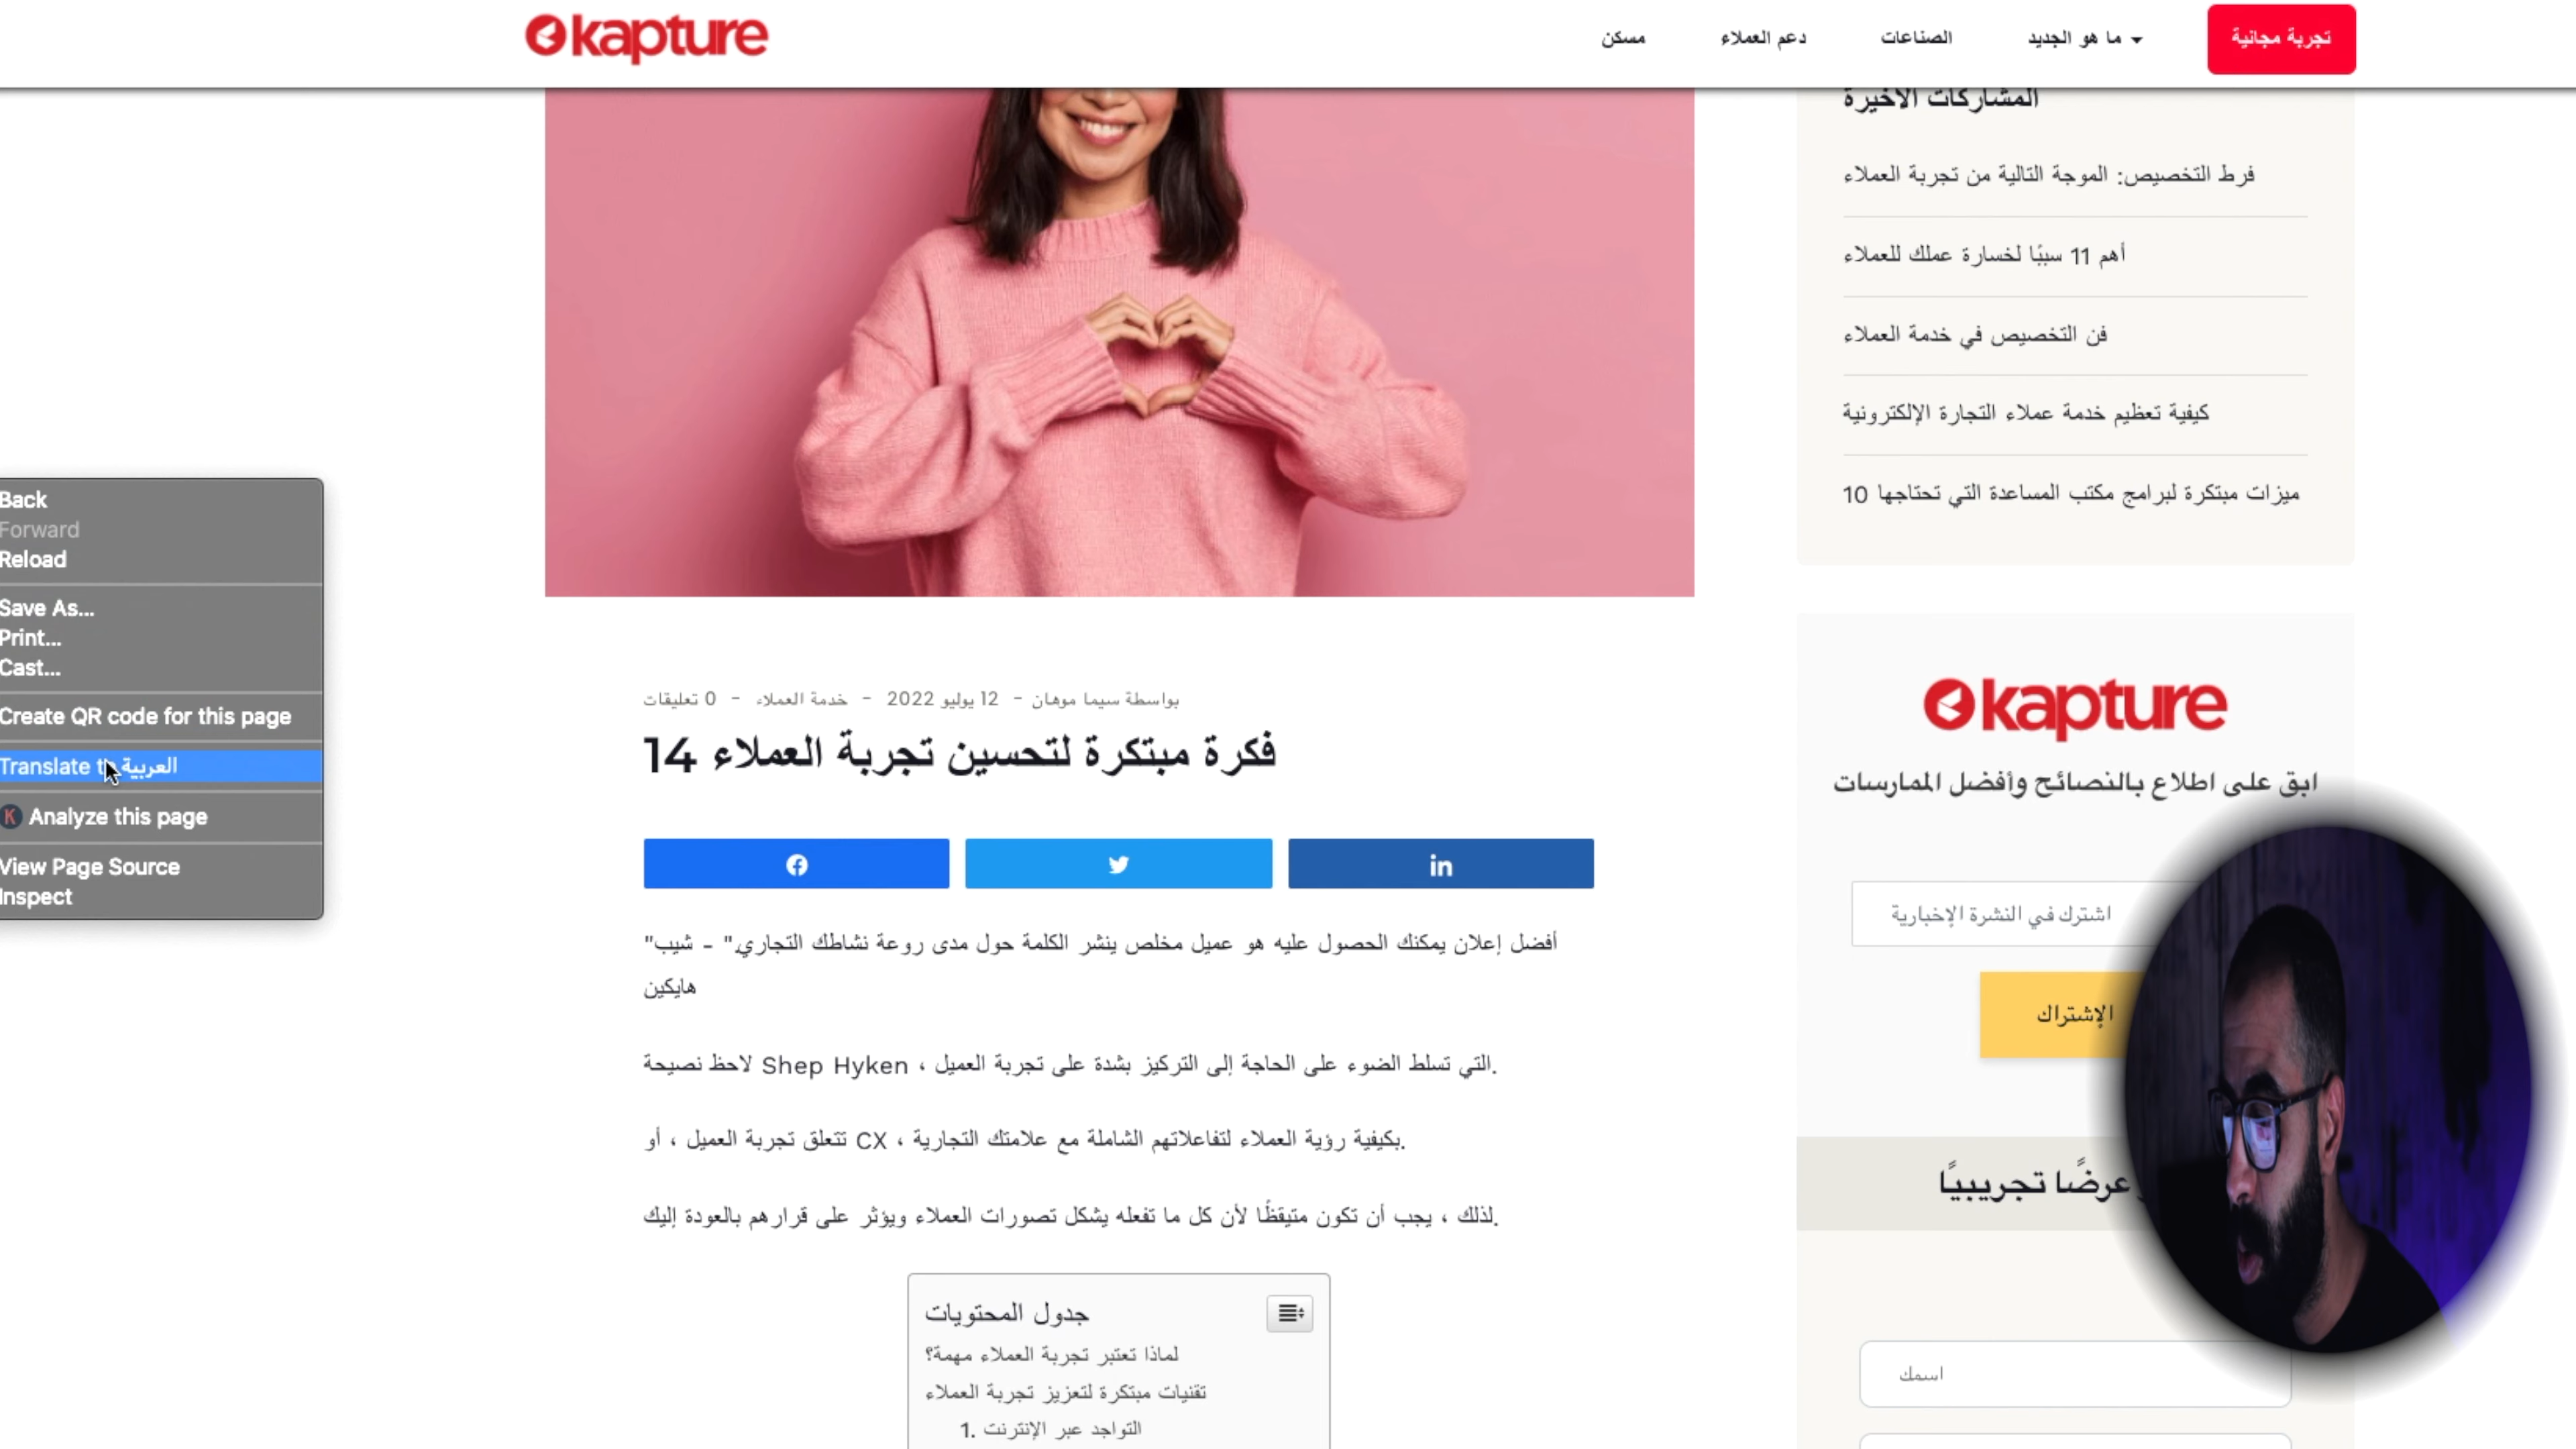 kapture
مسكن
دعم العملاء
الصناعات
ما هو الجديد
تجربة مجانية
المشاركات الأخيرة
فرط التخصيص: الموجة التالية من تجربة العملاء
أهم 11 سببًا لخسارة عملك للعملاء
فن التخصيص في خدمة العملاء
كيفية تعظيم خدمة عملاء التجارة الإلكترونية
10 ميزات مبتكرة لبرامج مكتب المساعدة التي تحتاجها
Back
Forward
Reload
Save As...
Print...
Cast...
Create QR code for this page
Translate العربية
K Analyze this page
View Page Source
Inspect
بواسطة سيما موهان - 12 يوليو 2022 - خدمة العملاء - 0 تعليقات
14 فكرة مبتكرة لتحسين تجربة العملاء
in
"أفضل إعلان يمكنك الحصول عليه هو عميل مخلص ينشر الكلمة حول مدى روعة نشاطك التجاري." - شيب
هايكين
لاحظ نصيحة Shep Hyken ، التي تسلط الضوء على الحاجة إلى التركيز بشدة على تجربة العميل.
تتعلق تجربة العميل ، أو CX ، بكيفية رؤية العملاء لتفاعلاتهم الشاملة مع علامتك التجارية.
لذلك ، يجب أن تكون متيقظًا لأن كل ما تفعله يشكل تصورات العملاء ويؤثر على قرارهم بالعودة إليك.
جدول المحتويات
لماذا تعتبر تجربة العملاء مهمة؟
تقنيات مبتكرة لتعزيز تجربة العملاء
1. التواجد عبر الإنترنت
kapture
ابق على اطلاع بالنصائح وأفضل الممارسات
اشترك في النشرة الإخبارية
الإشتراك
عرضًا تجريبيًا
اسمك